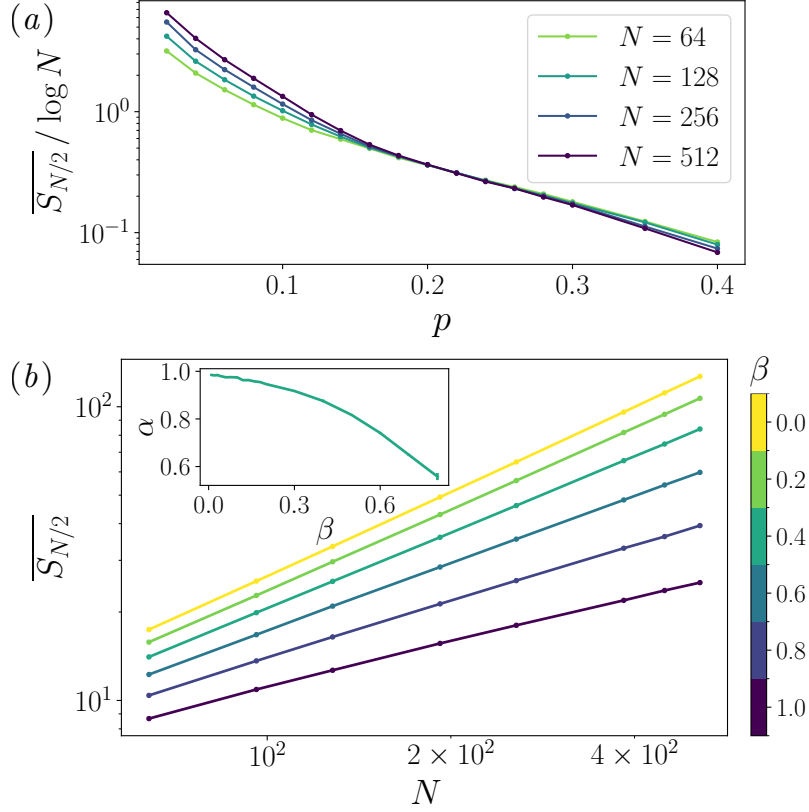 (a)
$\overline{S_{N/2}} / \log N$
10^0
10^{-1}
N = 64
N = 128
N = 256
N = 512
0.1 0.2 0.3 0.4
p
(b)
$\overline{S_{N/2}}$
10^2
10^1
α
1.0
0.8
0.6
0.0 0.3 0.6
β
10^2 2 × 10^2 4 × 10^2
N
β
0.0
0.2
0.4
0.6
0.8
1.0